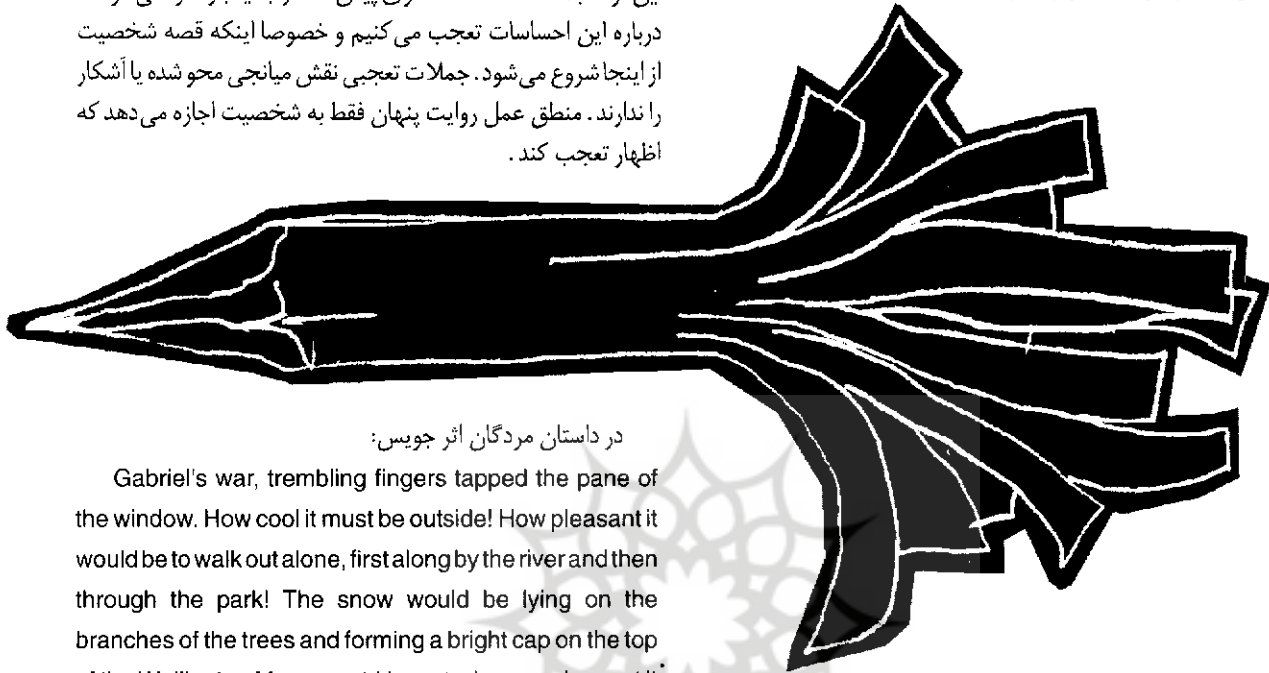 درباره این احساسات تعجب می‌کنیم و خصوصا اینکه قصه شخصیت
از اینجا شروع می‌شود. جملات تعجبی نقش میانجی محو شده یا آشکار
را ندارند. منطق عمل روایت پنهان فقط به شخصیت اجازه می‌دهد که
اظهار تعجب کند.
در داستان مردگان اثر جویس:
Gabriel's war, trembling fingers tapped the pane of
the window. How cool it must be outside! How pleasant it
would be to walk out alone, first along by the river and then
through the park! The snow would be lying on the
branches of the trees and forming a bright cap on the top